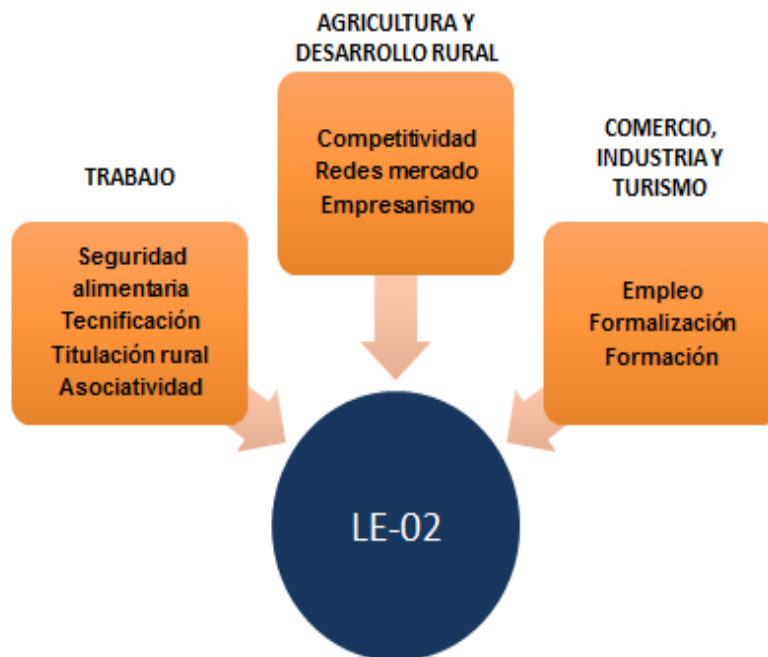 AGRICULTURA Y
DESARROLLO RURAL
Competitividad
Redes mercado
Empresarismo
TRABAJO
Seguridad
alimentaria
Tecnificación
Titulación rural
Asociatividad
COMERCIO,
INDUSTRIA Y
TURISMO
Empleo
Formalización
Formación
LE-02